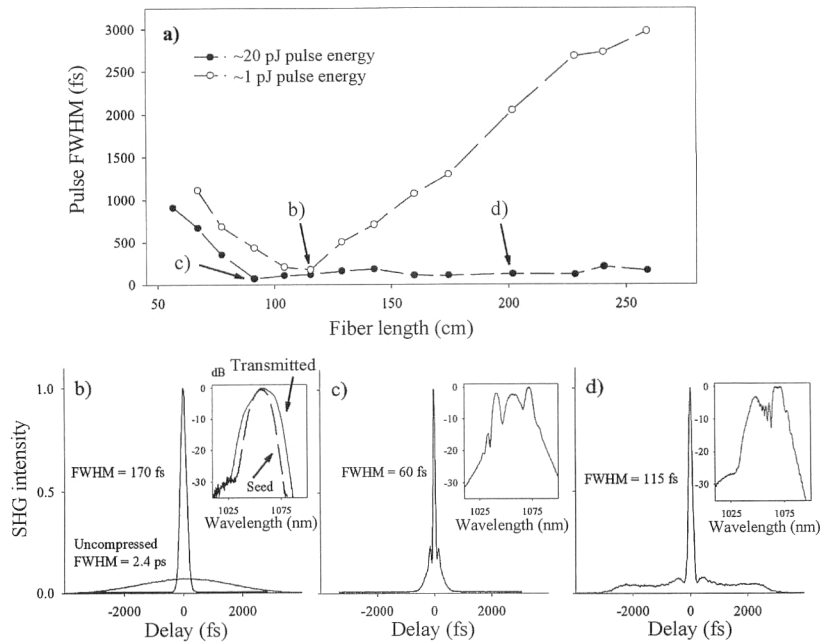 a)
~20 pJ pulse energy
~1 pJ pulse energy
3000
2500
2000
1500
1000
500
0
Pulse FWHM (fs)
b)
c)
d)
50
100
150
200
250
Fiber length (cm)
b)
dB
Transmitted
0
-10
-20
-30
Seed
1025
1075
Wavelength (nm)
FWHM = 170 fs
Uncompressed
FWHM = 2.4 ps
1.0
0.5
0.0
SHG intensity
-2000
0
2000
Delay (fs)
c)
0
-10
-20
-30
1025
1075
Wavelength (nm)
FWHM = 60 fs
-2000
0
2000
Delay (fs)
d)
0
-10
-20
-30
1025
1075
Wavelength (nm)
FWHM = 115 fs
-2000
0
2000
Delay (fs)